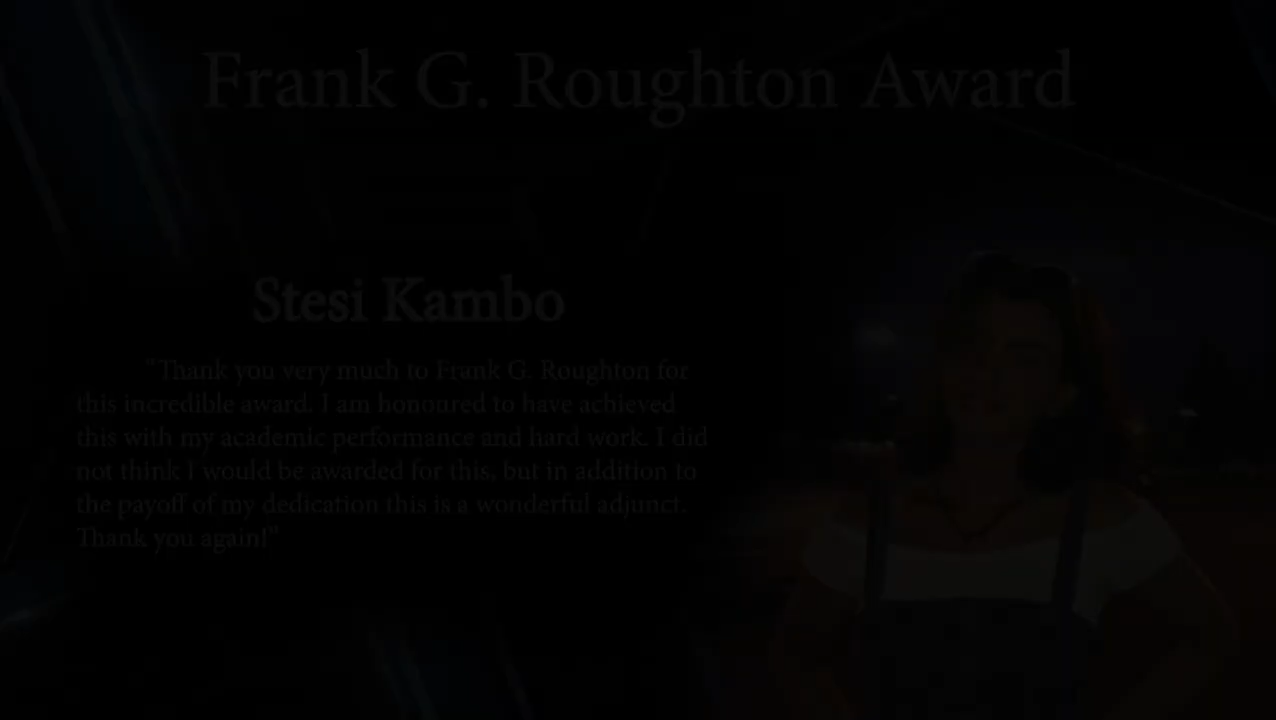 Frank G. Roughton Award
Stesi Kambo
"Thank you very much to Frank G. Roughton for
this incredible award. I am honoured to have achieved
this with my academic performance and hard work. I did
not think I would be awarded for this, but in addition to
the payoff of my dedication this is a wonderful adjunct.
Thank you again!"